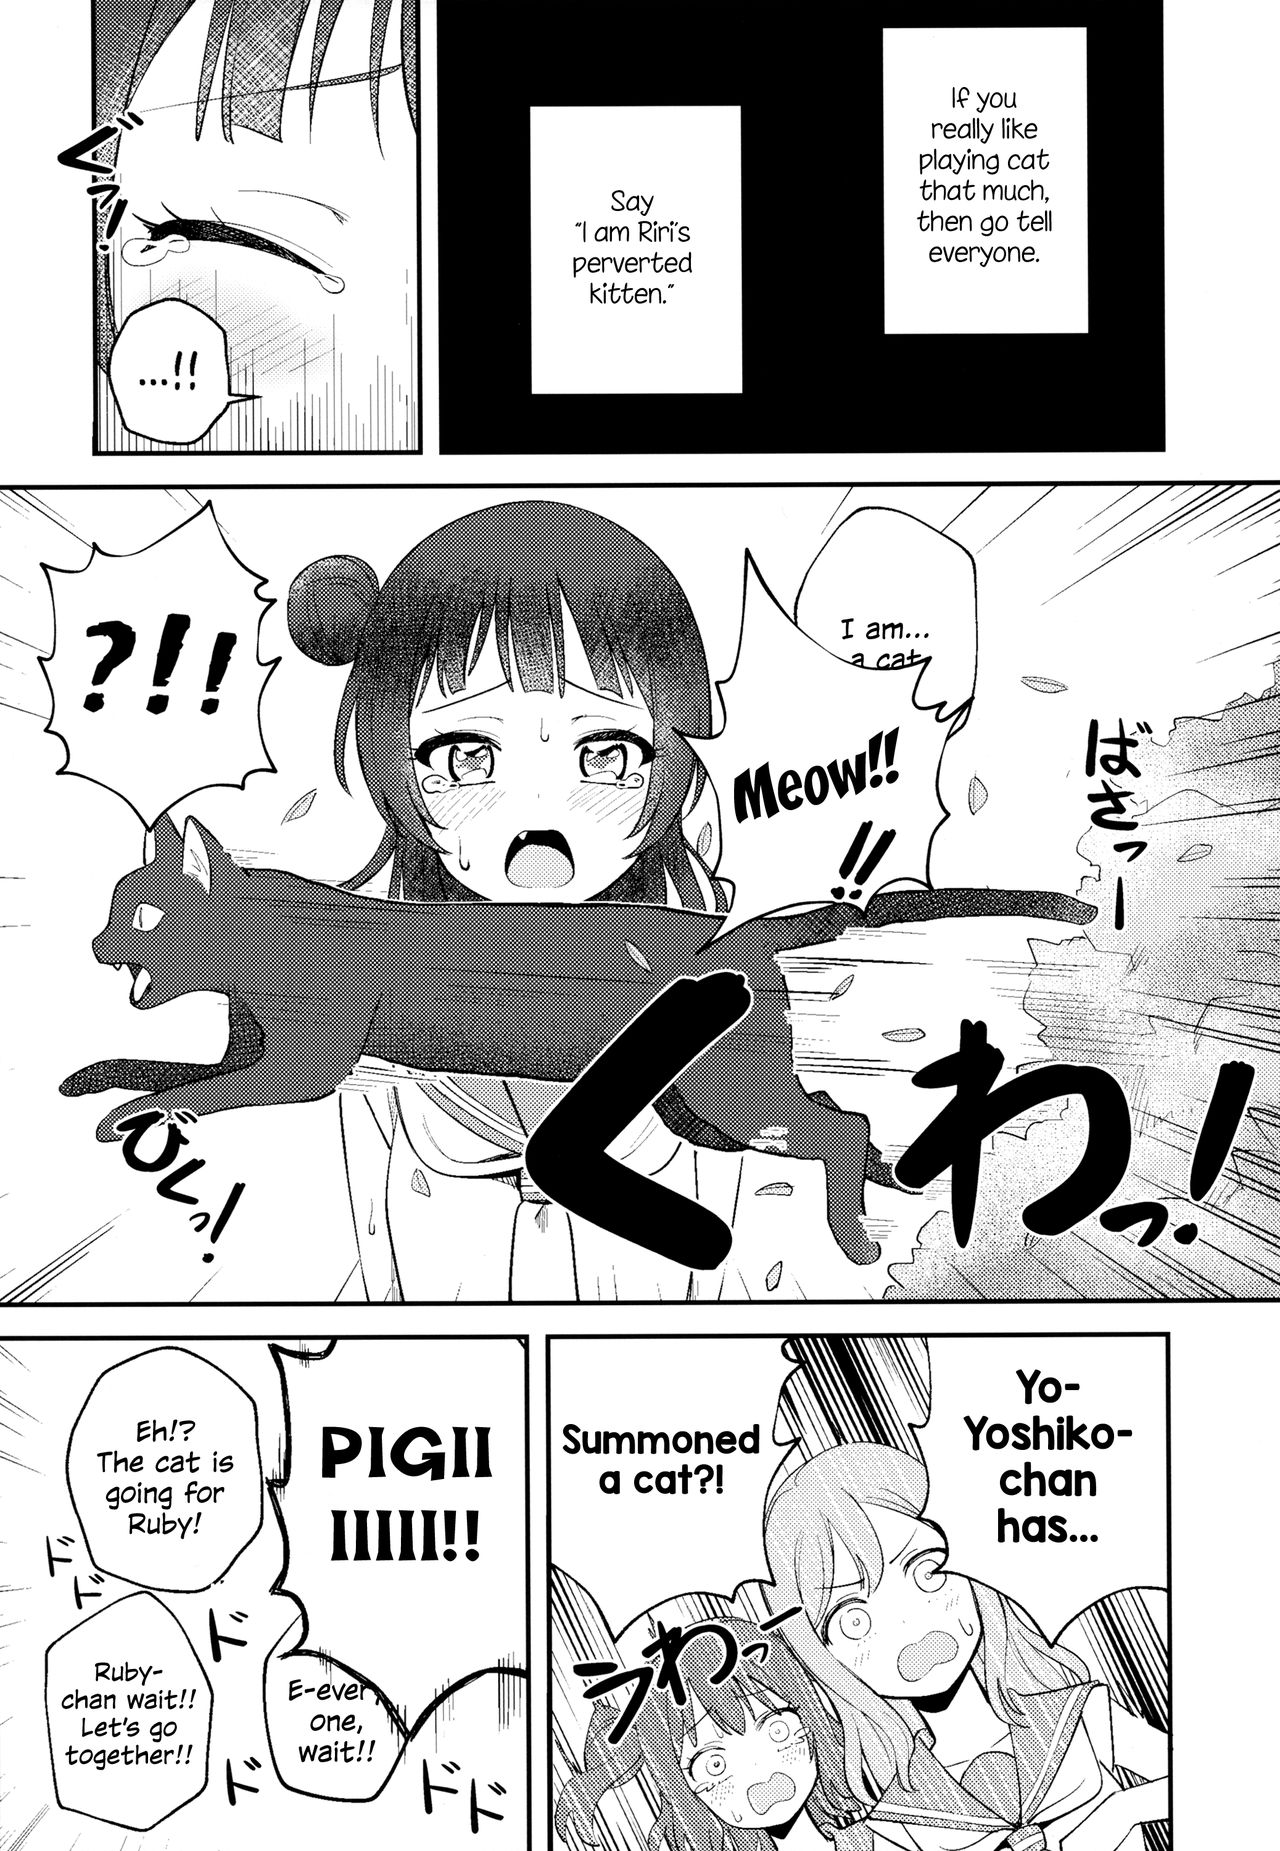 If you
really like
playing cat
that much,
then go tell
everyone.
Say
"I am Riri's
perverted
kitten."
ぐっ!
...!!
I am...
a cat
Meow!!
!!
?!!!
ばさっー
くわっ!
びくっ!
Yo-
Yoshiko-
chan
has...
Summoned
a cat?!
うわっー
PIGII
IIIIII!!
Eh!?
The cat is
going for
Ruby!
E-every
one,
wait!!
Ruby-
chan wait!!
Let's go
together!!
ド
ド
ド
ド
ド
ド